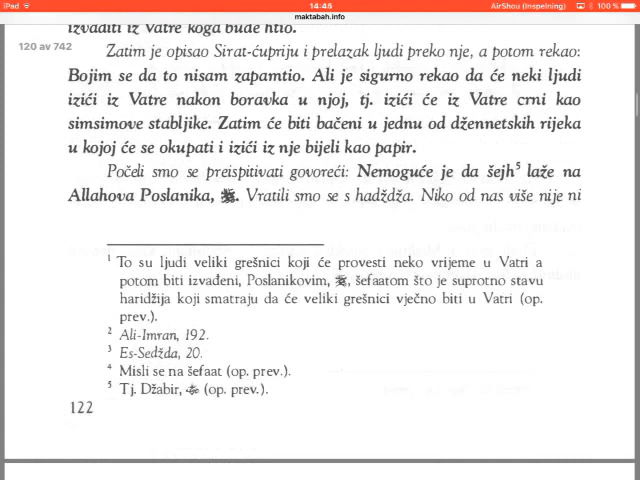 iPad
14:45
AirShou (Inspelning)
100 %
maktabah.info
izvaditi iz Vatre koga bude htio.
120 av 742
Zatim je opisao Sirat-ćupriju i prelazak ljudi preko nje, a potom rekao:
Bojim se da to nisam zapamtio. Ali je sigurno rekao da će neki ljudi
izići iz Vatre nakon boravka u njoj, tj. izići će iz Vatre crni kao
simsimove stabljike. Zatim će biti bačeni u jednu od džennetskih rijeka
u kojoj će se okupati i izići iz nje bijeli kao papir.
Počeli smo se preispitivati govoreći: Nemoguće je da šejh⁵ laže na
Allahova Poslanika, ﷺ. Vratili smo se s hadždža. Niko od nas više nije ni
¹ To su ljudi veliki grešnici koji će provesti neko vrijeme u Vatri a
potom biti izvađeni, Poslanikovim, ﷺ, šefaatom što je suprotno stavu
haridžija koji smatraju da će veliki grešnici vječno biti u Vatri (op.
prev.).
² Ali-Imran, 192.
³ Es-Sedžda, 20.
⁴ Misli se na šefaat (op. prev.).
⁵ Tj. Džabir, (op. prev.).
122